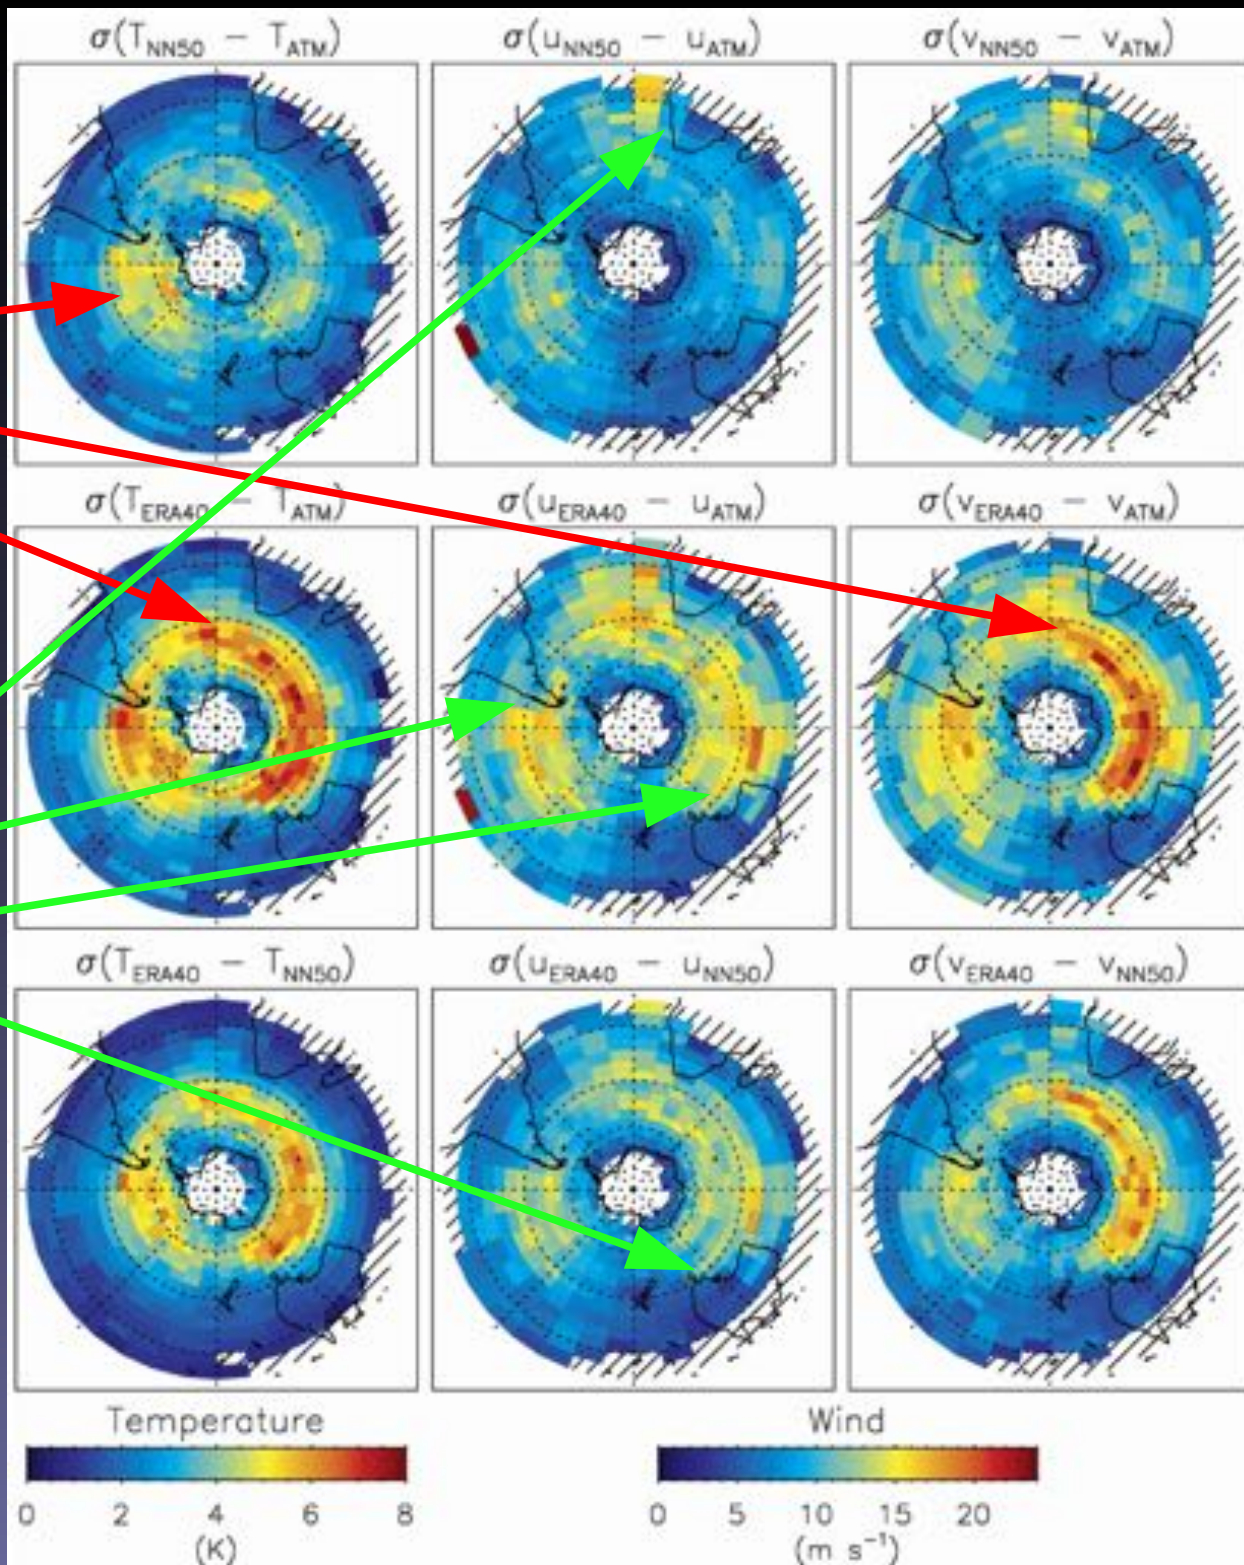 σ(T_NN50 − T_ATM) σ(u_NN50 − u_ATM) σ(v_NN50 − v_ATM)
σ(T_ERA40 − T_ATM) σ(u_ERA40 − u_ATM) σ(v_ERA40 − v_ATM)
σ(T_ERA40 − T_NN50) σ(u_ERA40 − u_NN50) σ(v_ERA40 − v_NN50)
Temperature Wind
0 2 4 6 8 0 5 10 15 20
(K) (m s⁻¹)